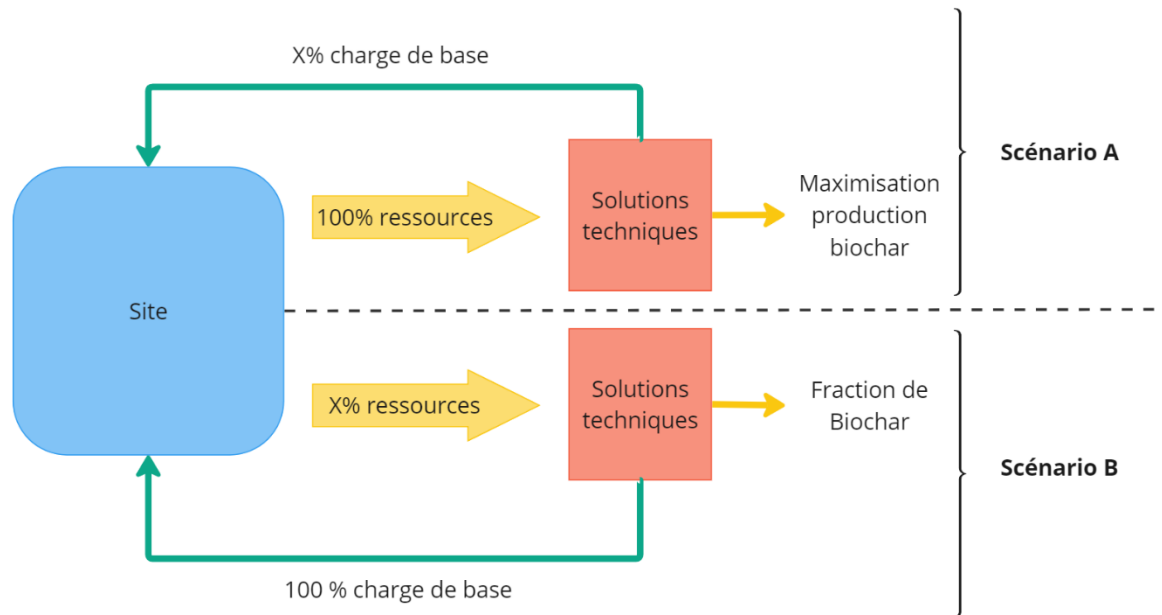 X% charge de base
Scénario A
Maximisation
production
biochar
Solutions
techniques
100% ressources
Site
X% ressources
Solutions
techniques
Fraction de
Biochar
Scénario B
100 % charge de base